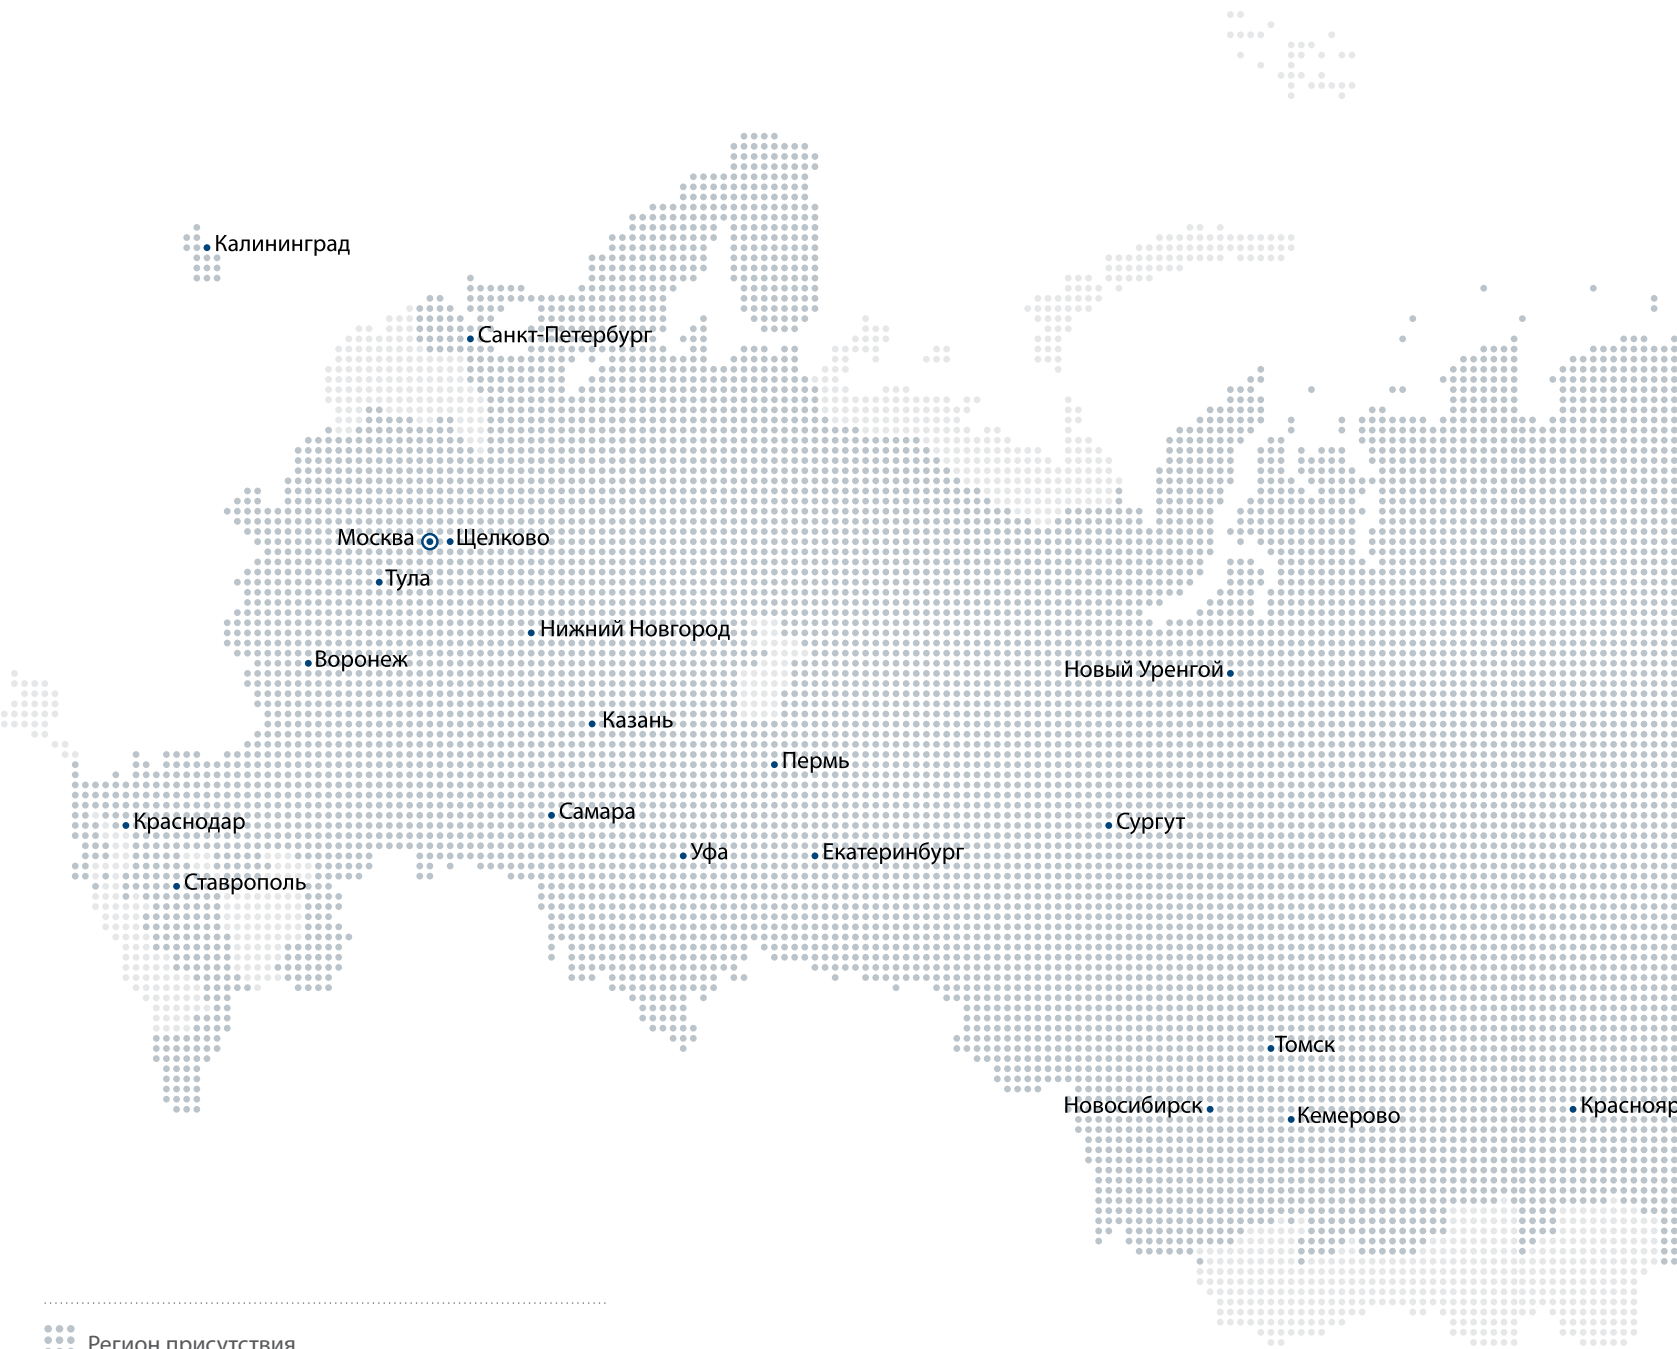 Калининград
Санкт-Петербург
Москва
Щелково
Тула
Нижний Новгород
Воронеж
Новый Уренгой
Казань
Пермь
Самара
Краснодар
Сургут
Уфа
Екатеринбург
Ставрополь
Томск
Новосибирск
Кемерово
Краснояр
Регион присутствия